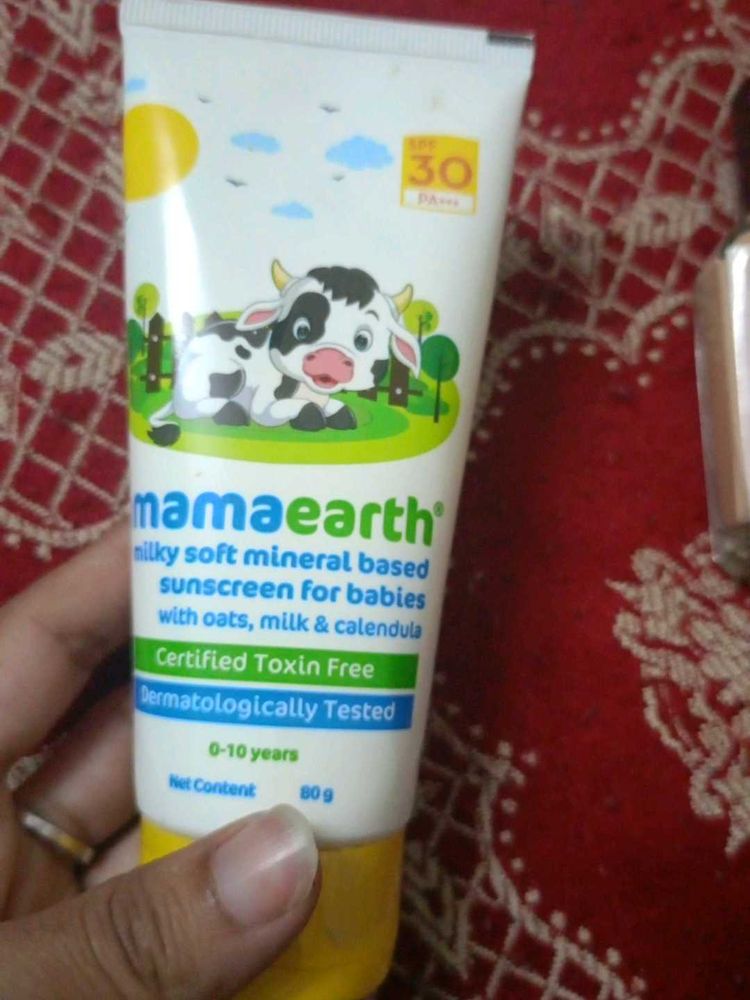 SPF
30
PA+++
mamaearth®
milky soft mineral based
sunscreen for babies
with oats, milk & calendula
Certified Toxin Free
Dermatologically Tested
0-10 years
Net Content 80 g